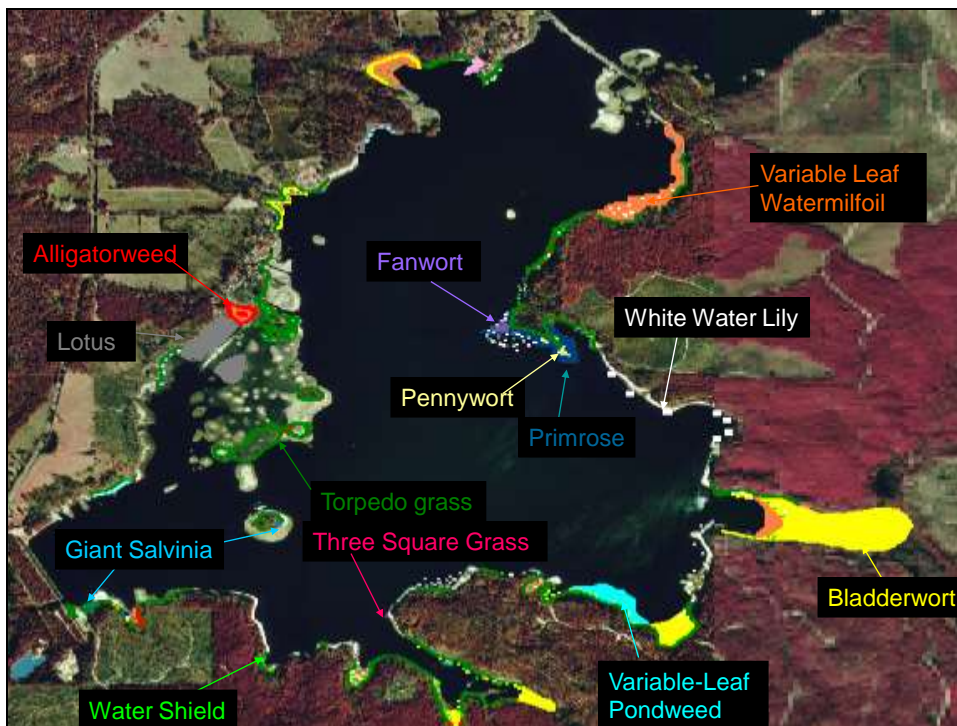 Variable Leaf
Watermilfoil
Alligatorweed
Fanwort
White Water Lily
Lotus
Pennywort
Primrose
Torpedo grass
Three Square Grass
Giant Salvinia
Bladderwort
Water Shield
Variable-Leaf
Pondweed